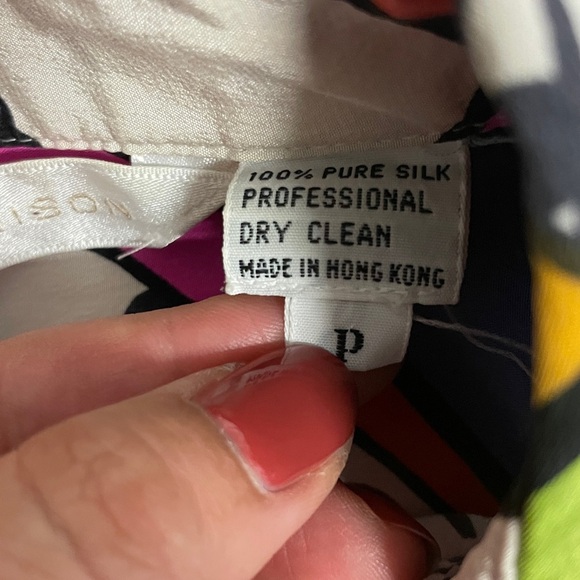 100% PURE SILK
PROFESSIONAL
DRY CLEAN
MADE IN HONG KONG
P